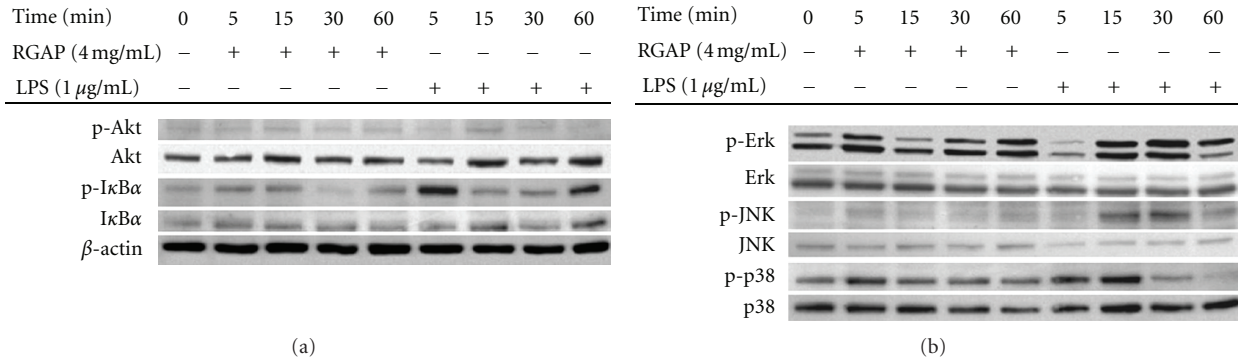 Time (min) 0 5 15 30 60 5 15 30 60
RGAP (4 mg/mL) − + + + + − − − −
LPS (1 µg/mL) − − − − − + + + +
p-Akt
Akt
p-IκBα
IκBα
β-actin
(a)
Time (min) 0 5 15 30 60 5 15 30 60
RGAP (4 mg/mL) − + + + + − − − −
LPS (1 µg/mL) − − − − − + + + +
p-Erk
Erk
p-JNK
JNK
p-p38
p38
(b)